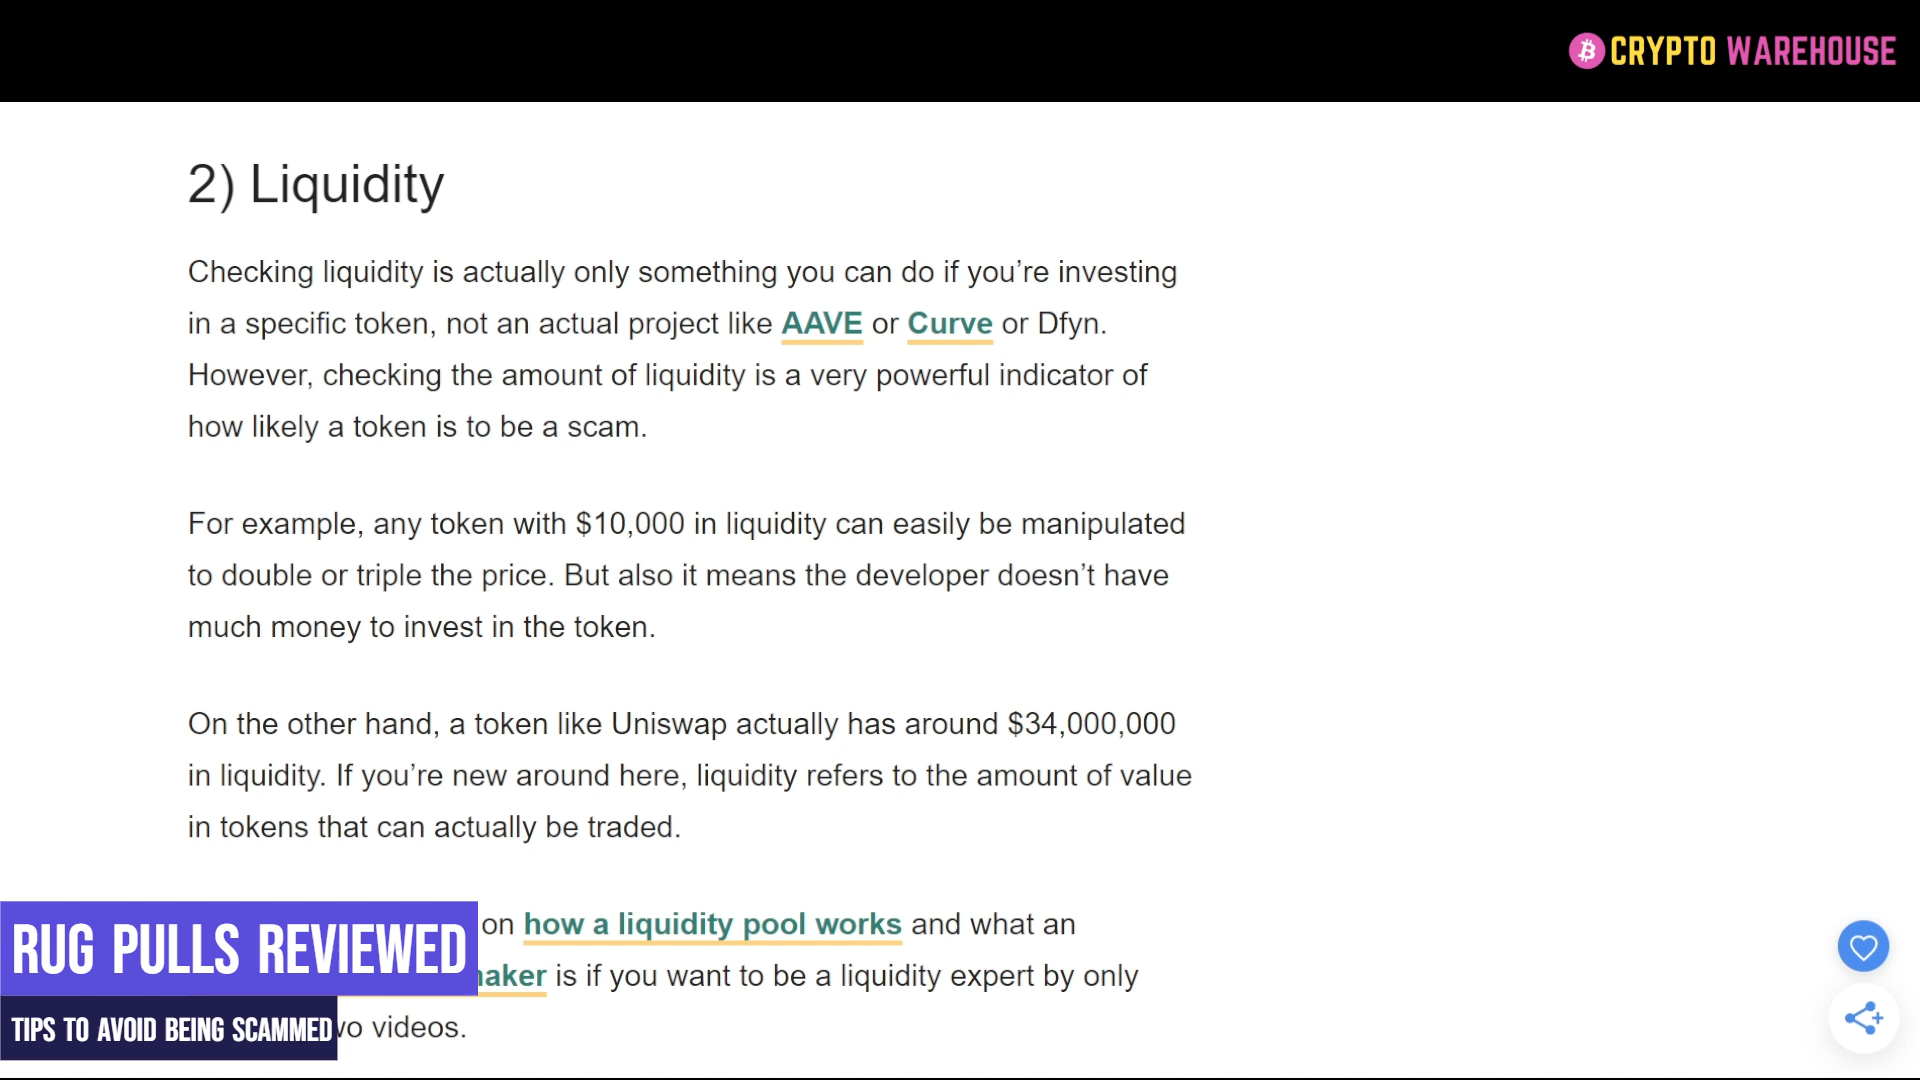 CRYPTO WAREHOUSE
2) Liquidity
Checking liquidity is actually only something you can do if you’re investing
in a specific token, not an actual project like AAVE or Curve or Dfyn.
However, checking the amount of liquidity is a very powerful indicator of
how likely a token is to be a scam.
For example, any token with $10,000 in liquidity can easily be manipulated
to double or triple the price. But also it means the developer doesn’t have
much money to invest in the token.
On the other hand, a token like Uniswap actually has around $34,000,000
in liquidity. If you’re new around here, liquidity refers to the amount of value
in tokens that can actually be traded.
on how a liquidity pool works and what an
is if you want to be a liquidity expert by only
videos.
RUG PULLS REVIEWED
TIPS TO AVOID BEING SCAMMED